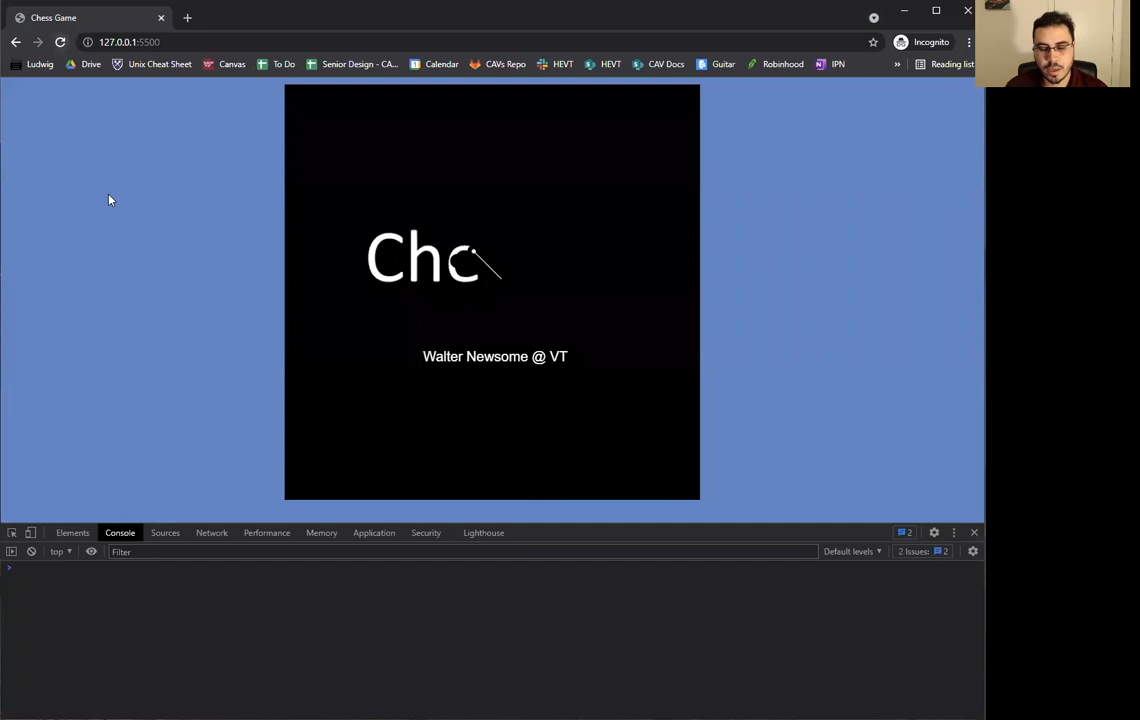 Chess Game
127.0.0.1:5500
Incognito
Ludwig Drive Unix Cheat Sheet Canvas To Do Senior Design - CA... Calendar CAVs Repo HEVT HEVT CAV Docs Guitar Robinhood IPN » Reading list
Chc
Walter Newsome @ VT
Elements Console Sources Network Performance Memory Application Security Lighthouse 2
top Filter Default levels 2 Issues: 2